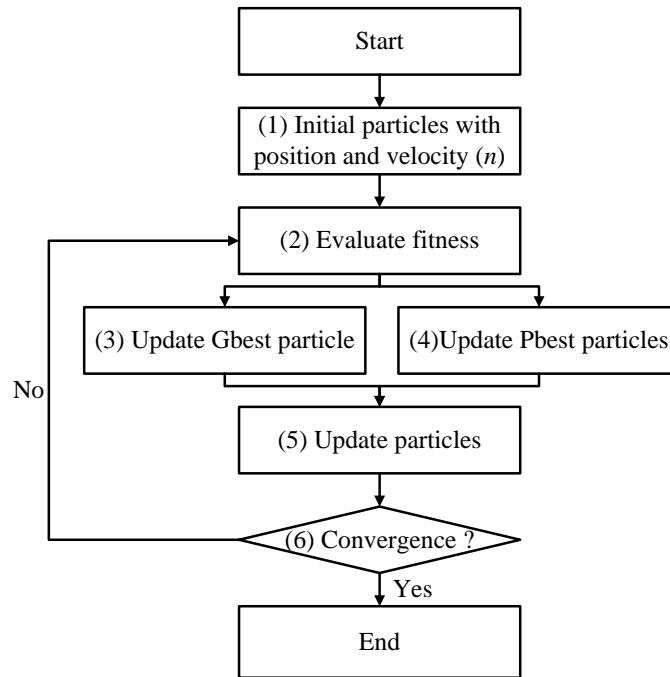 Start
(1) Initial particles with
position and velocity (n)
(2) Evaluate fitness
(3) Update Gbest particle
(4)Update Pbest particles
No
(5) Update particles
(6) Convergence ?
Yes
End